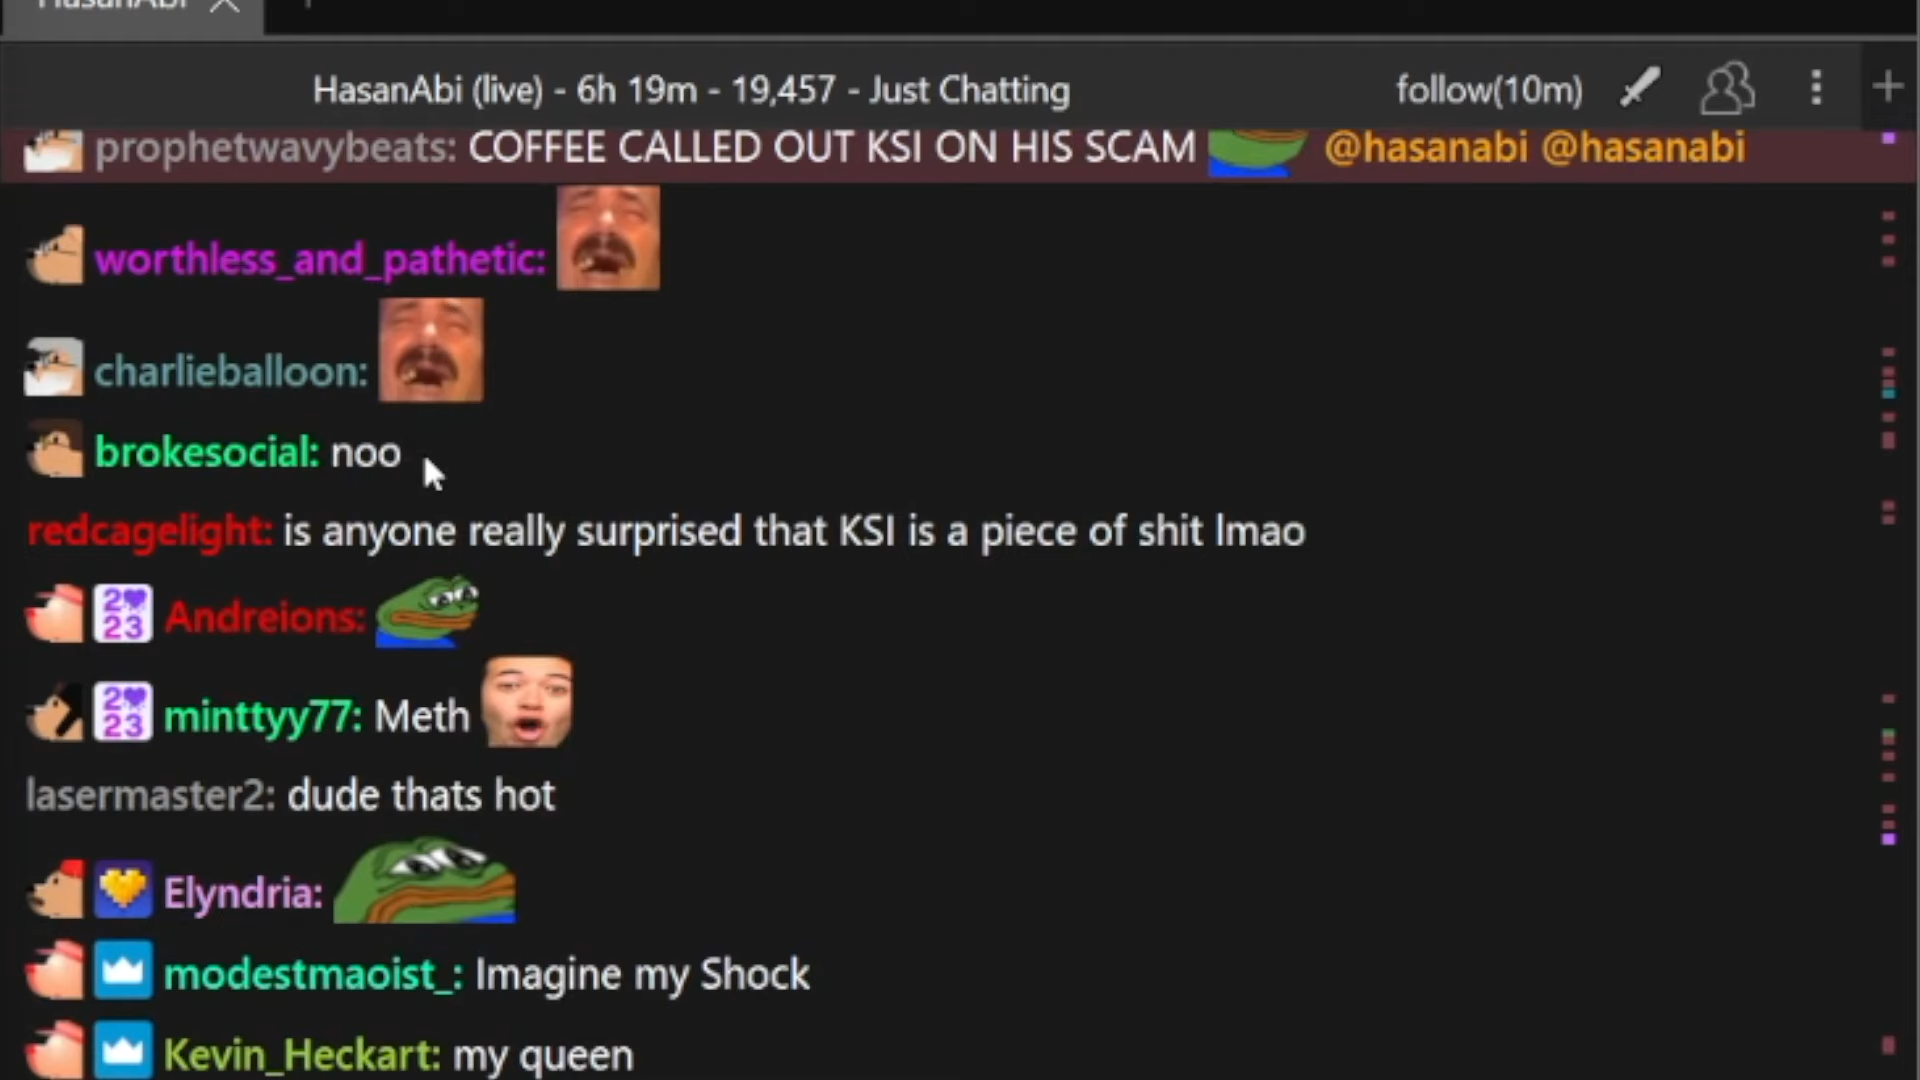 HasanAbi
HasanAbi (live) - 6h 19m - 19,457 - Just Chatting follow(10m)
prophetwavybeats: COFFEE CALLED OUT KSI ON HIS SCAM @hasanabi @hasanabi
worthless_and_pathetic:
charlieballoon:
brokesocial: noo
redcagelight: is anyone really surprised that KSI is a piece of shit lmao
2023 Andreions:
2023 minttyy77: Meth
lasermaster2: dude thats hot
Elyndria:
modestmaoist_: Imagine my Shock
Kevin_Heckart: my queen